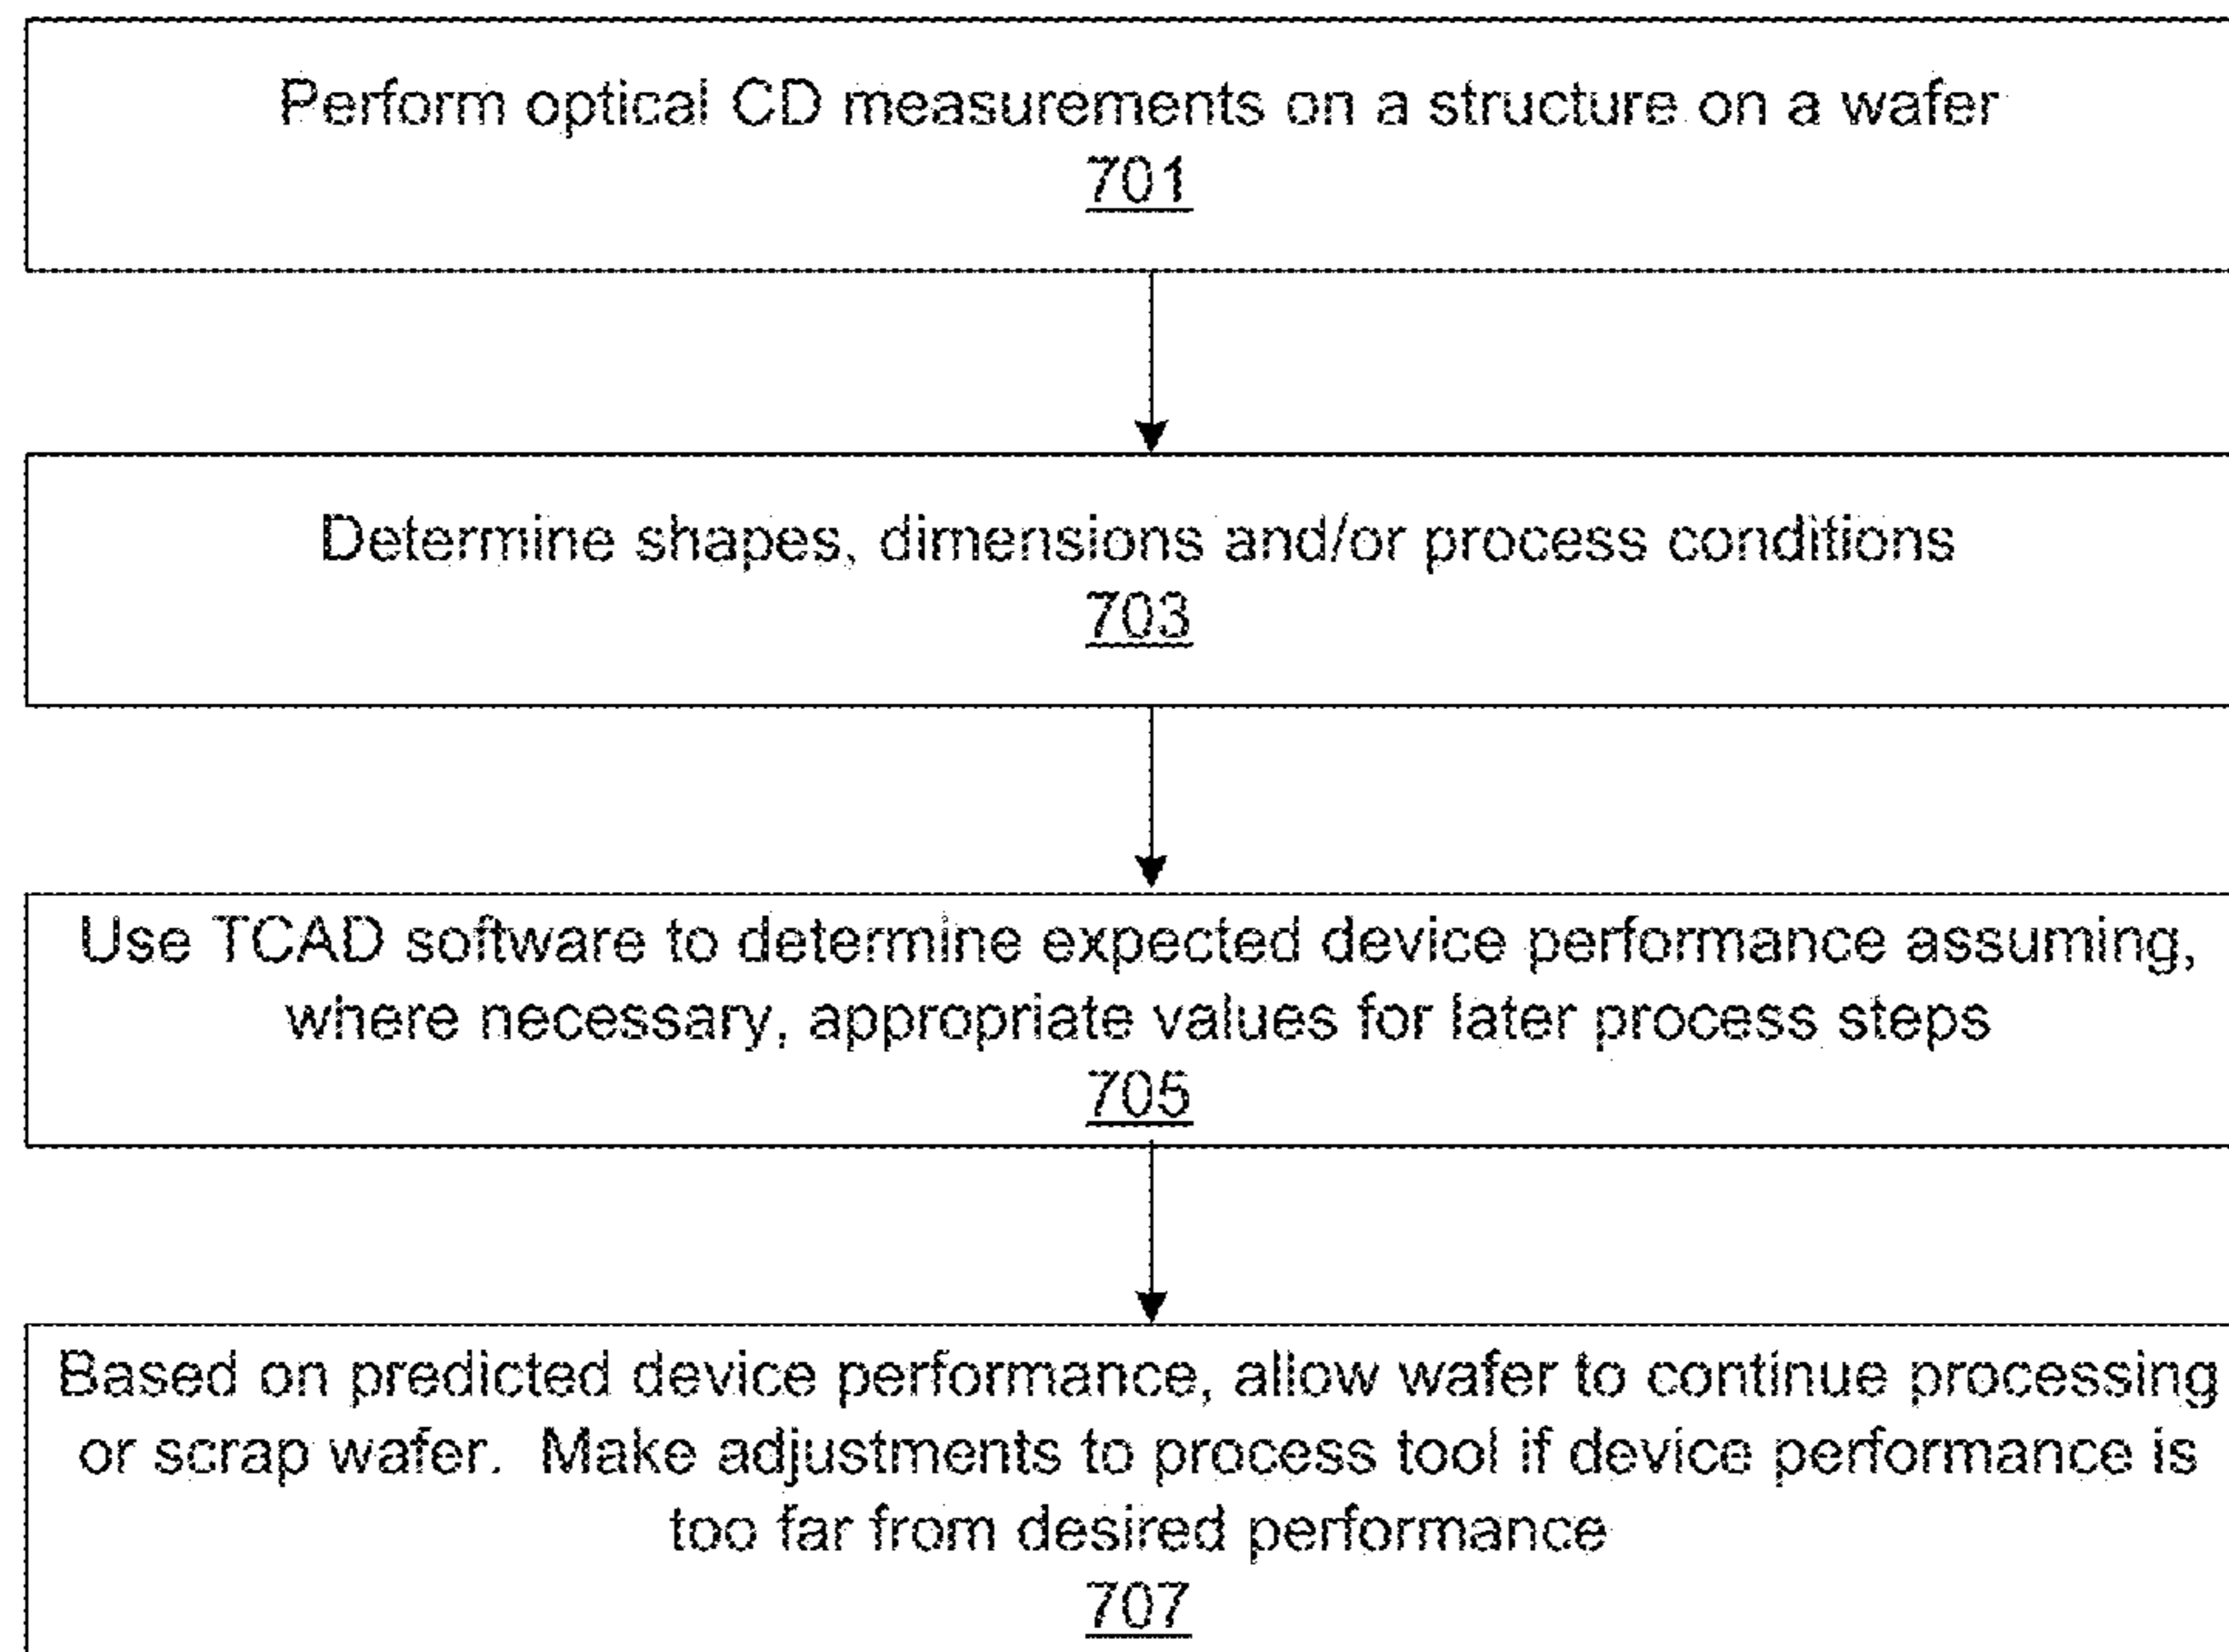 Perform optical CD measurements on a structure on a wafer
701
Determine shapes, dimensions and/or process conditions
703
Use TCAD software to determine expected device performance assuming,
where necessary, appropriate values for later process steps
705
Based on predicted device performance, allow wafer to continue processing
or scrap wafer. Make adjustments to process tool if device performance is
too far from desired performance
707